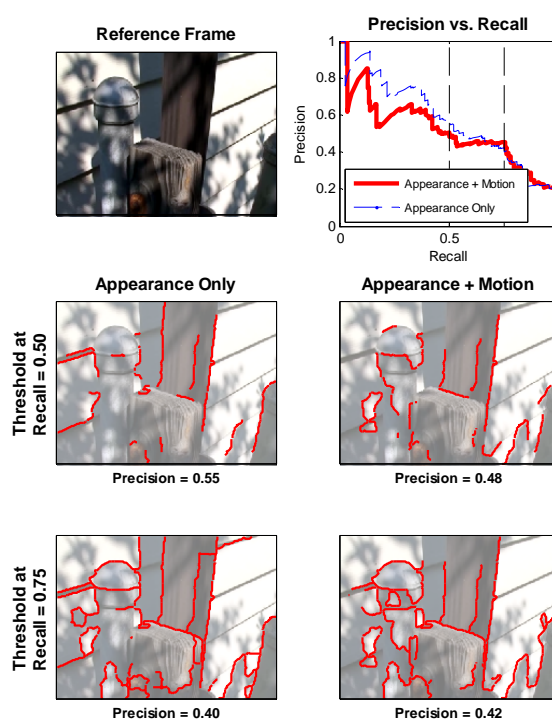 Reference Frame
Precision vs. Recall
1
0.8
0.6
0.4
0.2
0
Precision
Appearance + Motion
Appearance Only
0
0.5
Recall
Appearance Only
Appearance + Motion
Threshold at
Recall = 0.50
Precision = 0.55
Precision = 0.48
Threshold at
Recall = 0.75
Precision = 0.40
Precision = 0.42